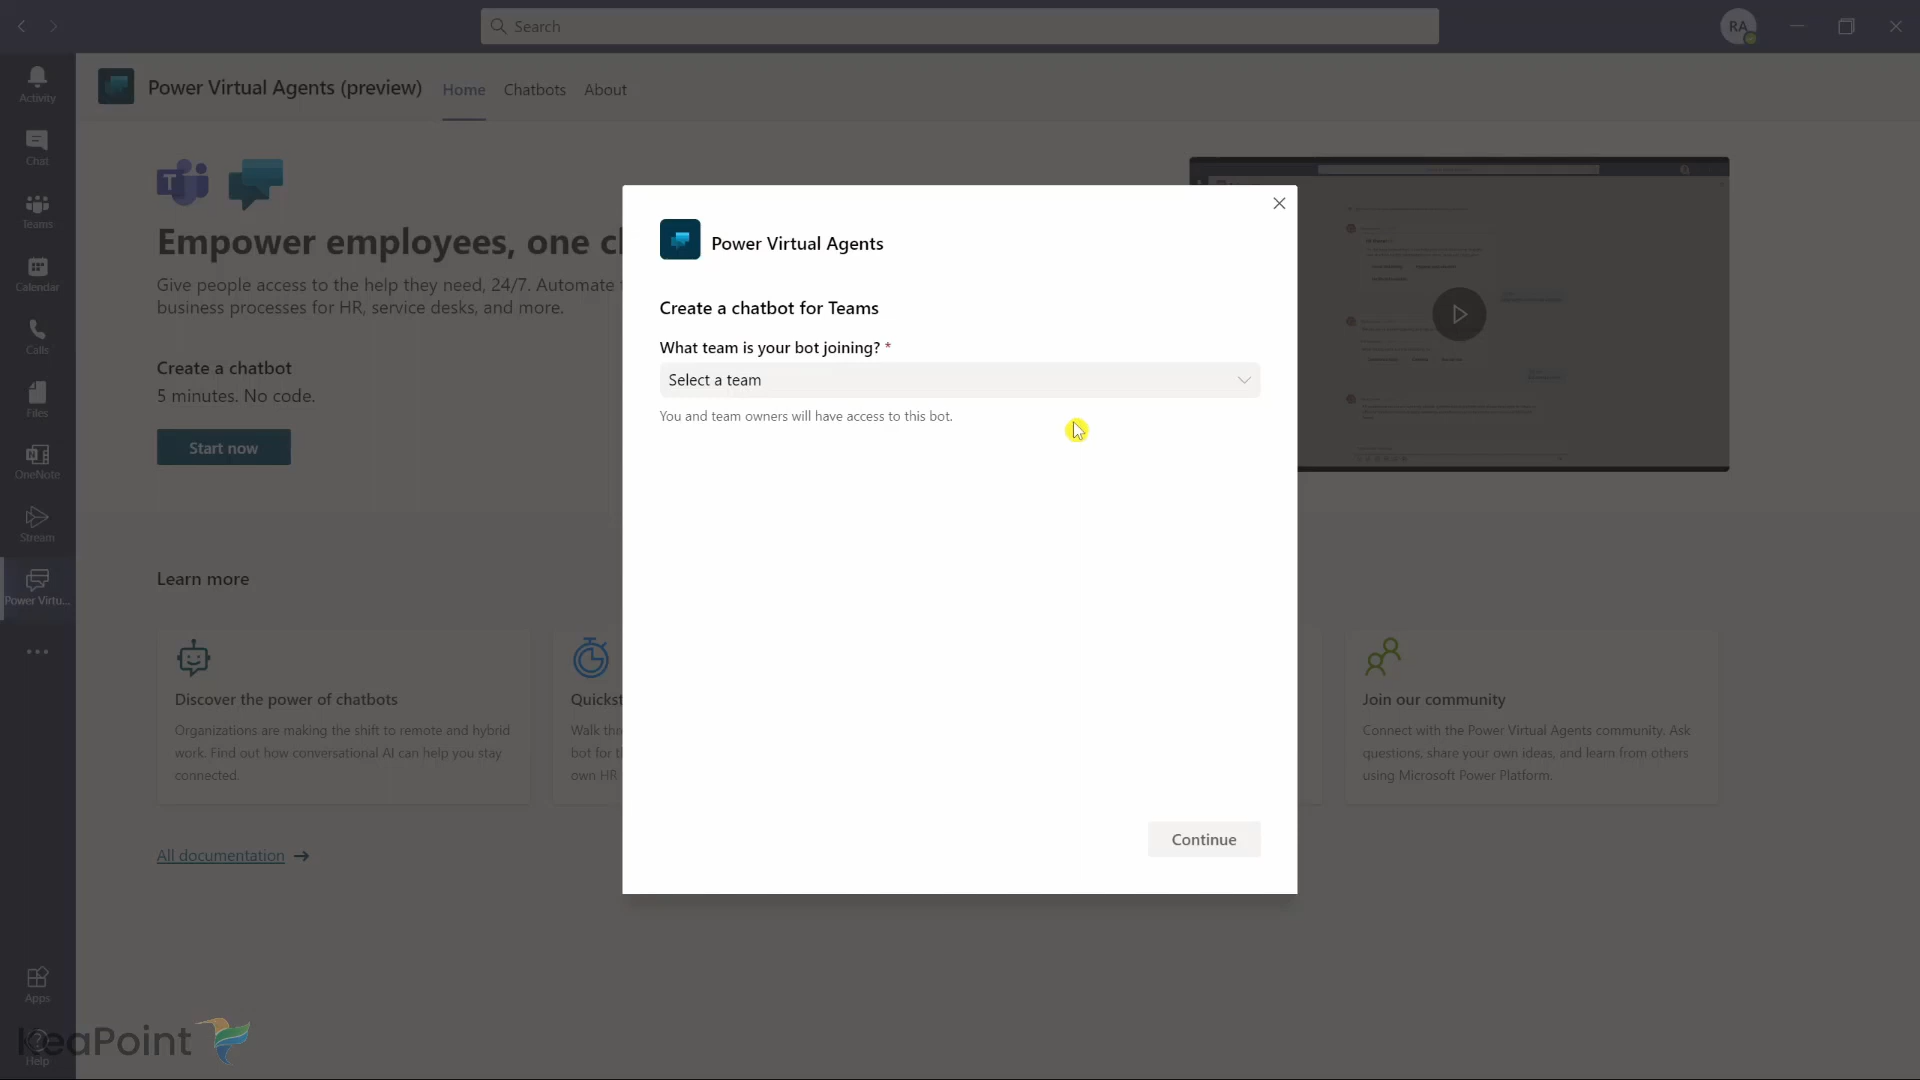 Search
RA
Activity
Chat
Teams
Calendar
Calls
Files
OneNote
Stream
Power Virtu...
Apps
Help
Power Virtual Agents (preview)
Home
Chatbots
About
Empower employees, one
Give people access to the help they need, 24/7. Automate
business processes for HR, service desks, and more.
Create a chatbot
5 minutes. No code.
Start now
Learn more
Discover the power of chatbots
Organizations are making the shift to remote and hybrid
work. Find out how conversational AI can help you stay
connected.
Quickst
Walk thr
bot for t
own HR
Join our community
Connect with the Power Virtual Agents community. Ask
questions, share your own ideas, and learn from others
using Microsoft Power Platform.
All documentation
Power Virtual Agents
Create a chatbot for Teams
What team is your bot joining? *
Select a team
You and team owners will have access to this bot.
Continue
KeaPoint